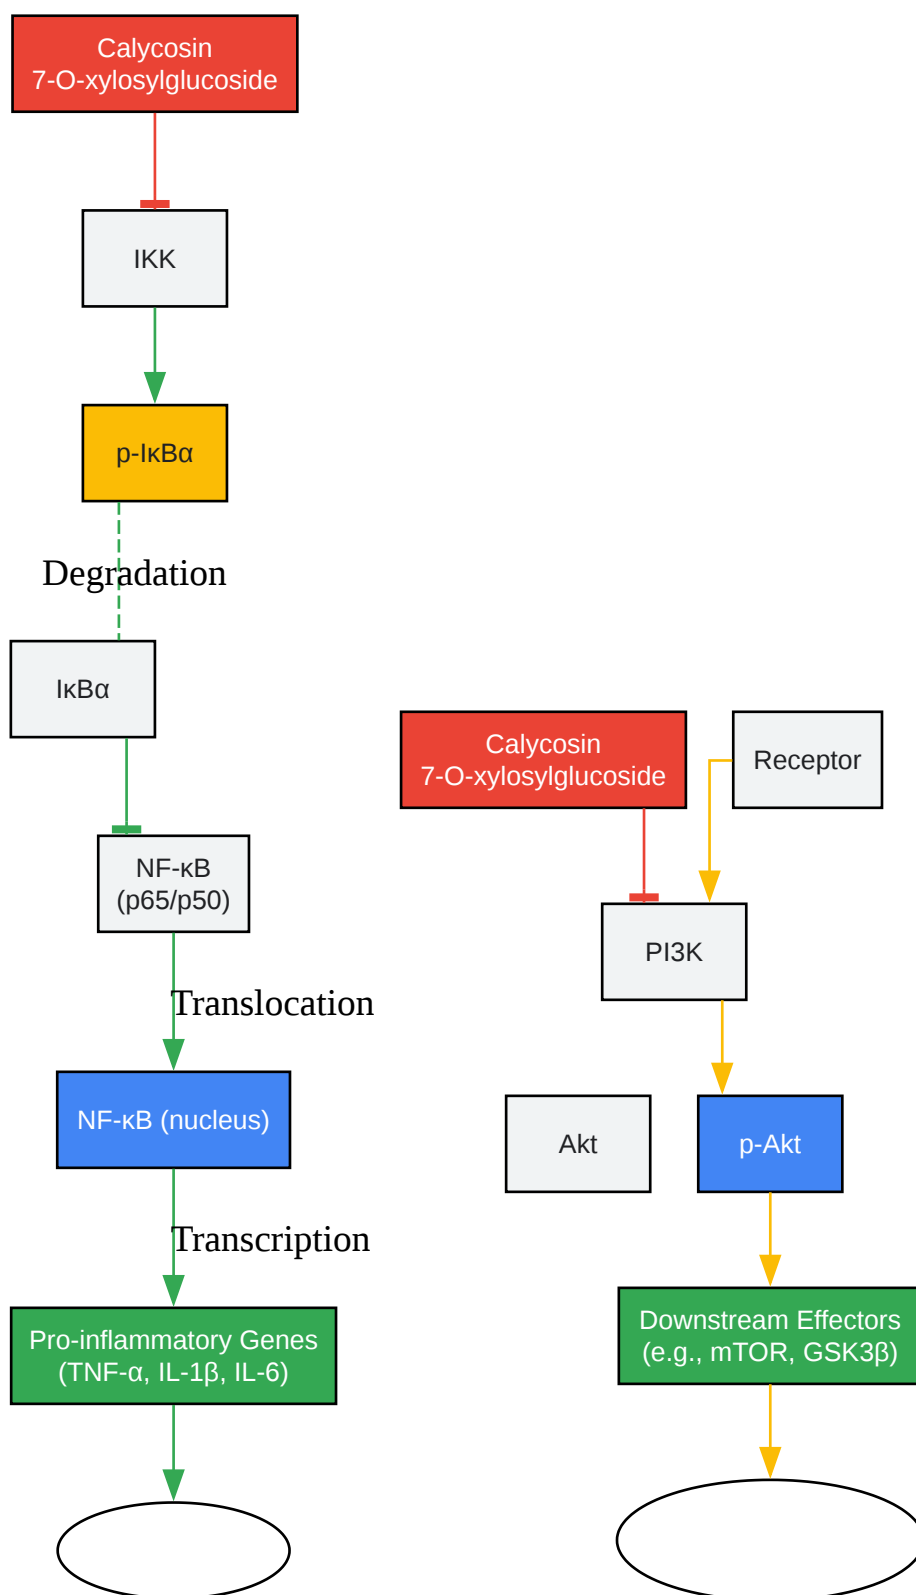 Calycosin
7-O-xylosylglucoside
IKK
p-IκBα
Degradation
IκBα
NF-κB
(p65/p50)
Translocation
NF-κB (nucleus)
Transcription
Pro-inflammatory Genes
(TNF-α, IL-1β, IL-6)
Calycosin
7-O-xylosylglucoside
Receptor
PI3K
Akt
p-Akt
Downstream Effectors
(e.g., mTOR, GSK3β)